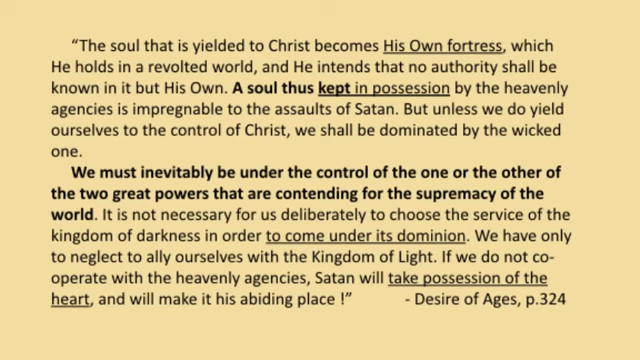 “The soul that is yielded to Christ becomes His Own fortress, which
He holds in a revolted world, and He intends that no authority shall be
known in it but His Own. A soul thus kept in possession by the heavenly
agencies is impregnable to the assaults of Satan. But unless we do yield
ourselves to the control of Christ, we shall be dominated by the wicked
one.
We must inevitably be under the control of the one or the other of
the two great powers that are contending for the supremacy of the
world. It is not necessary for us deliberately to choose the service of the
kingdom of darkness in order to come under its dominion. We have only
to neglect to ally ourselves with the Kingdom of Light. If we do not co-
operate with the heavenly agencies, Satan will take possession of the
heart, and will make it his abiding place !” - Desire of Ages, p.324